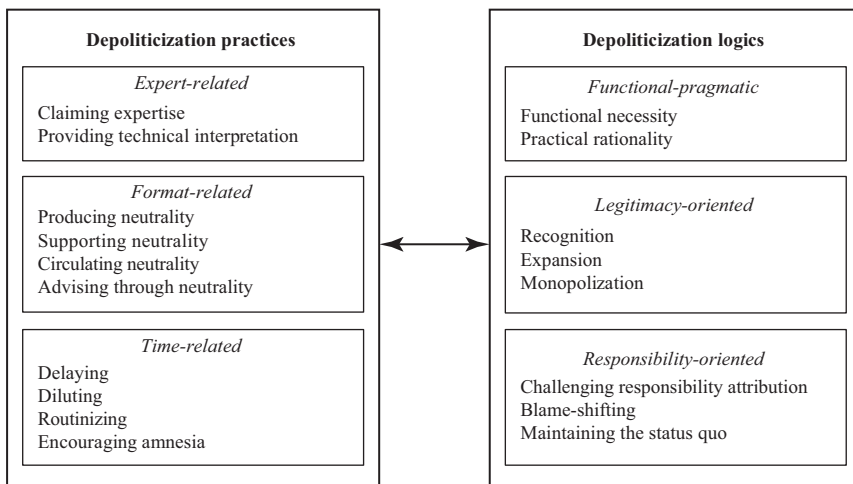 Depoliticization practices
Expert-related
Claiming expertise
Providing technical interpretation
Format-related
Producing neutrality
Supporting neutrality
Circulating neutrality
Advising through neutrality
Time-related
Delaying
Diluting
Routinizing
Encouraging amnesia
Depoliticization logics
Functional-pragmatic
Functional necessity
Practical rationality
Legitimacy-oriented
Recognition
Expansion
Monopolization
Responsibility-oriented
Challenging responsibility attribution
Blame-shifting
Maintaining the status quo